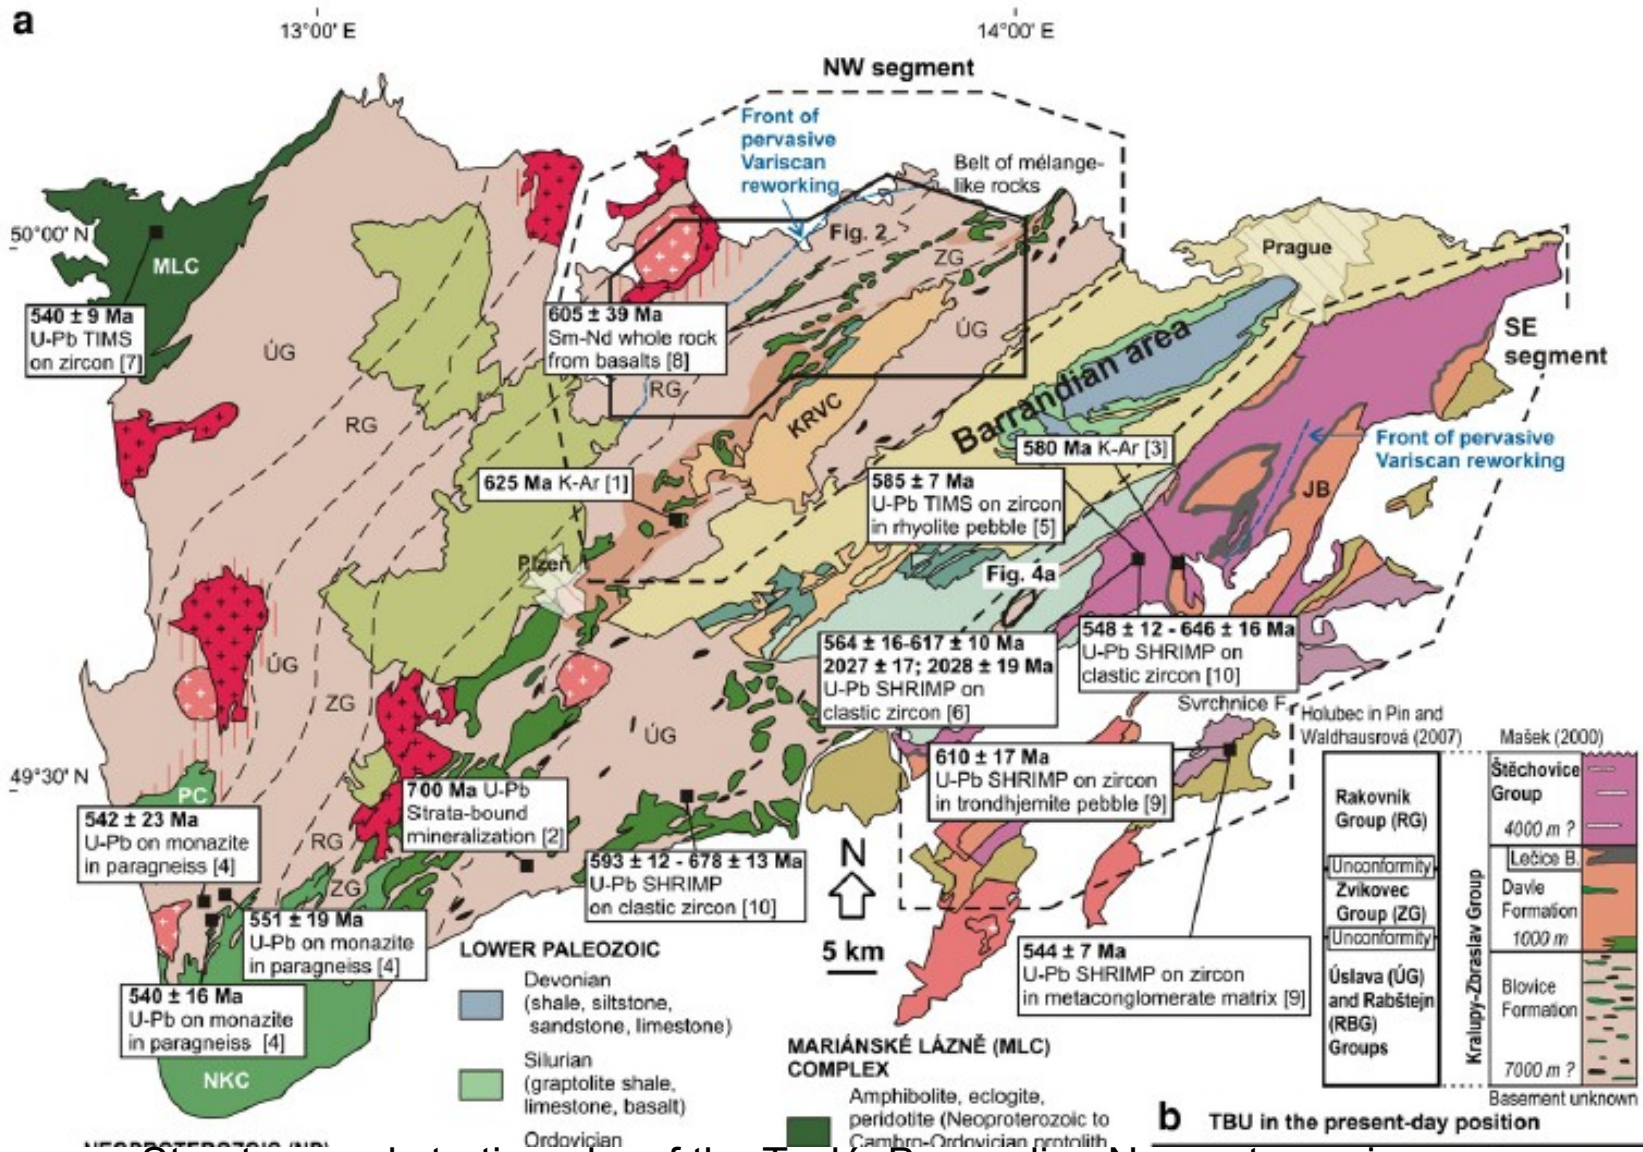 a
13°00' E
14°00' E
NW segment
Front of
pervasive
Variscan
reworking
Belt of mélange-
like rocks
50°00' N
MLC
Fig. 2
ZG
Prague
540 ± 9 Ma
U-Pb TIMS
on zircon [7]
605 ± 39 Ma
Sm-Nd whole rock
from basalts [8]
ÚG
ÚG
SE
segment
RG
RG
KRVC
Barrandian area
580 Ma K-Ar [3]
Front of pervasive
Variscan reworking
625 Ma K-Ar [1]
585 ± 7 Ma
U-Pb TIMS on zircon
in rhyolite pebble [5]
JB
Plzeň
Fig. 4a
564 ± 16-617 ± 10 Ma
2027 ± 17; 2028 ± 19 Ma
U-Pb SHRIMP on
clastic zircon [6]
548 ± 12 - 646 ± 16 Ma
U-Pb SHRIMP on
clastic zircon [10]
ÚG
ZG
ÚG
Svrchnice F.
Holubec in Pin and
Waldhausrová (2007)
Mašek (2000)
49°30' N
PC
700 Ma U-Pb
Strata-bound
mineralization [2]
610 ± 17 Ma
U-Pb SHRIMP on zircon
in trondhjemite pebble [9]
542 ± 23 Ma
U-Pb on monazite
in paragneiss [4]
RG
ZG
593 ± 12 - 678 ± 13 Ma
U-Pb SHRIMP
on clastic zircon [10]
N
5 km
551 ± 19 Ma
U-Pb on monazite
in paragneiss [4]
544 ± 7 Ma
U-Pb SHRIMP on zircon
in metaconglomerate matrix [9]
540 ± 16 Ma
U-Pb on monazite
in paragneiss [4]
NKC
Rakovník
Group (RG)
Unconformity
Zvíkovec
Group (ZG)
Unconformity
Úslava (ÚG)
and Rabštejn
(RBG)
Groups
Kralupy-Zbraslav Group
Štěchovice
Group
4000 m ?
Lečice B.
Davle
Formation
1000 m
Blovice
Formation
7000 m ?
Basement unknown
LOWER PALEOZOIC
Devonian
(shale, siltstone,
sandstone, limestone)
Silurian
(graptolite shale,
limestone, basalt)
Ordovician
MARIÁNSKÉ LÁZNĚ (MLC)
COMPLEX
Amphibolite, eclogite,
peridotite (Neoproterozoic to
Cambro-Ordovician protolith
b TBU in the present-day position